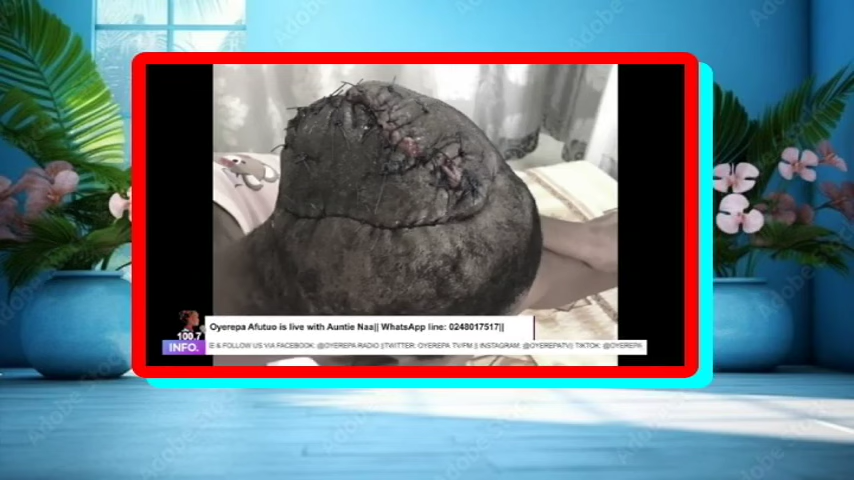 Oyerepa Afutuo is live with Auntie Naa|| WhatsApp line: 0248017517||
100.7
INFO.
E & FOLLOW US VIA FACEBOOK: @OYEREPA RADIO ||TWITTER: OYEREPA TV/FM || INSTAGRAM: @OYEREPATV|| TIKTOK: @OYEREPA